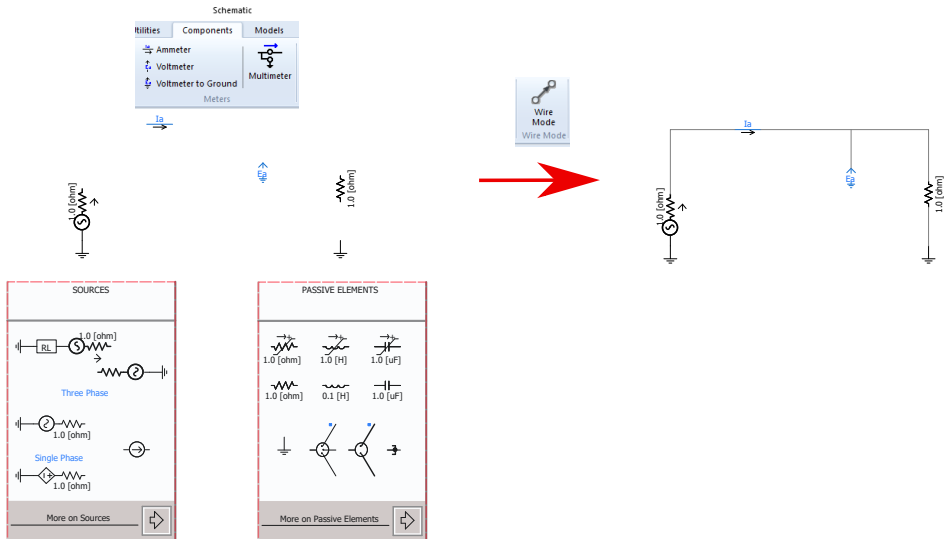 Schematic
Utilities Components Models
Ia Ammeter
Voltmeter
Voltmeter to Ground
Multimeter
Meters
Ia
Ea
1.0 [ohm]
1.0 [ohm]
Wire
Mode
Wire Mode
Ia
Ea
1.0 [ohm]
1.0 [ohm]
SOURCES
1.0 [ohm]
RL
Three Phase
1.0 [ohm]
Single Phase
1.0 [ohm]
More on Sources
PASSIVE ELEMENTS
1.0 [ohm] 1.0 [H] 1.0 [uF]
1.0 [ohm] 0.1 [H] 1.0 [uF]
More on Passive Elements